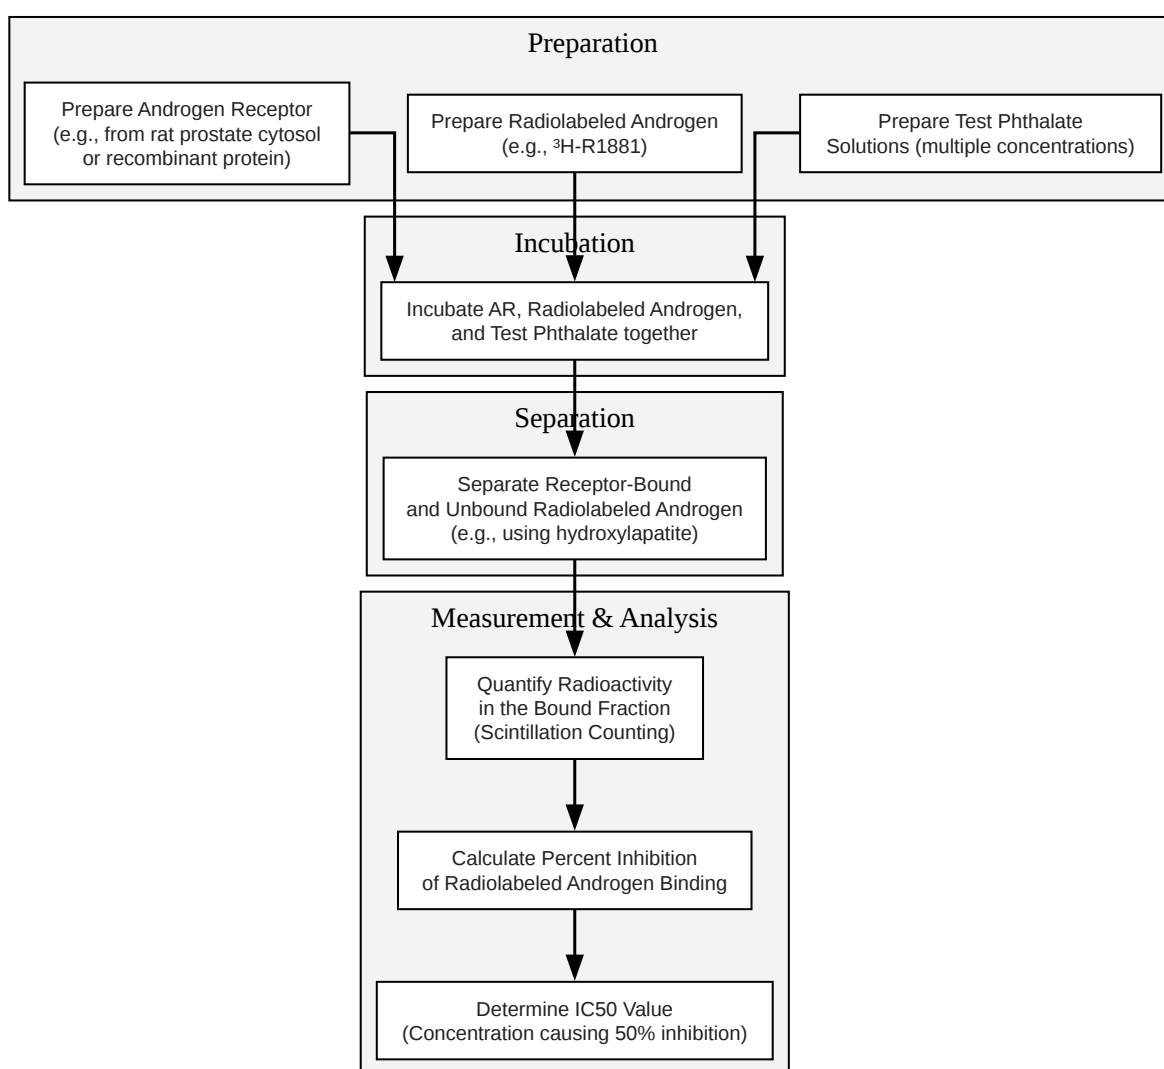 Preparation
Prepare Androgen Receptor
(e.g., from rat prostate cytosol
or recombinant protein)
Prepare Radiolabeled Androgen
(e.g., ³H-R1881)
Prepare Test Phthalate
Solutions (multiple concentrations)
Incubation
Incubate AR, Radiolabeled Androgen,
and Test Phthalate together
Separation
Separate Receptor-Bound
and Unbound Radiolabeled Androgen
(e.g., using hydroxylapatite)
Measurement & Analysis
Quantify Radioactivity
in the Bound Fraction
(Scintillation Counting)
Calculate Percent Inhibition
of Radiolabeled Androgen Binding
Determine IC50 Value
(Concentration causing 50% inhibition)